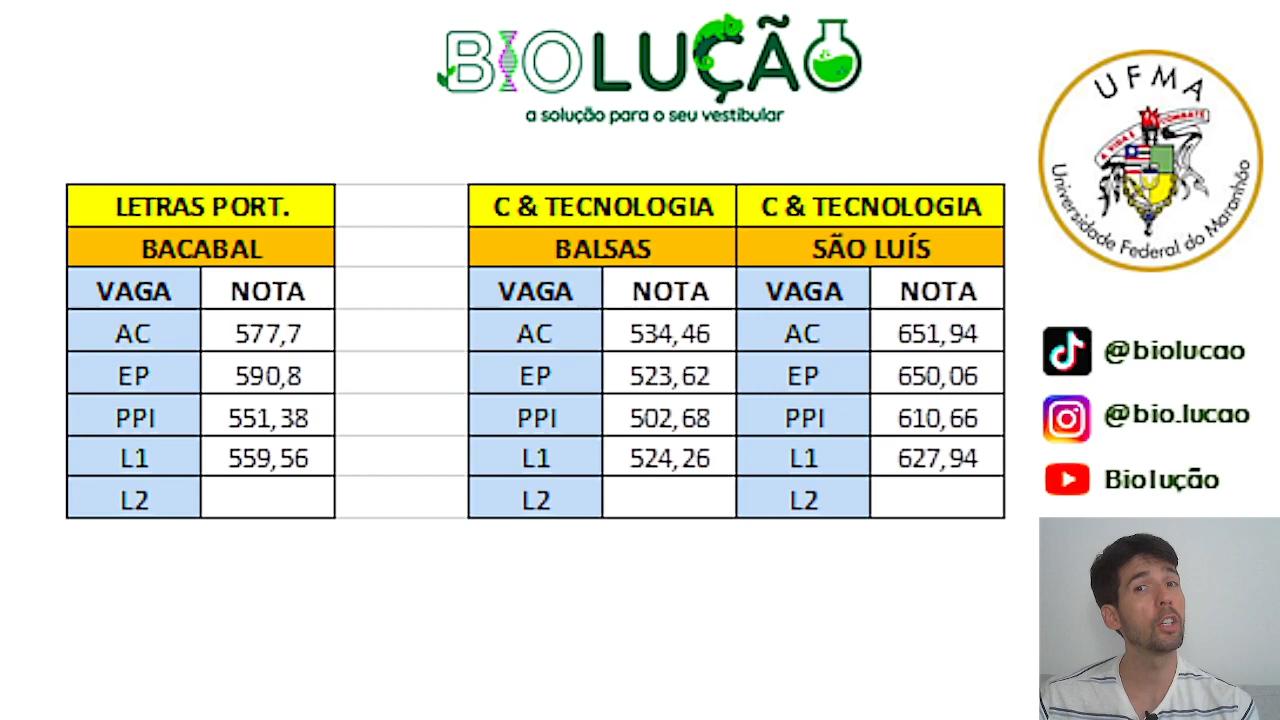 BIOLUÇÃO
a solução para o seu vestibular
UFMA
A VIDA É COMBATE
Universidade Federal do Maranhão
LETRAS PORT.
BACABAL
VAGA NOTA
AC 577,7
EP 590,8
PPI 551,38
L1 559,56
L2
C & TECNOLOGIA C & TECNOLOGIA
BALSAS SÃO LUÍS
VAGA NOTA VAGA NOTA
AC 534,46 AC 651,94
EP 523,62 EP 650,06
PPI 502,68 PPI 610,66
L1 524,26 L1 627,94
L2 L2
@biolucao
@bio.lucao
Biolução